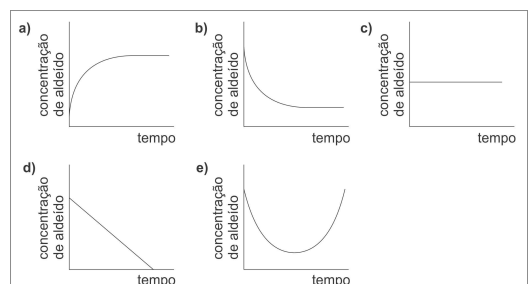 a)
concentração
de aldeído
tempo
b)
concentração
de aldeído
tempo
c)
concentração
de aldeído
tempo
d)
concentração
de aldeído
tempo
e)
concentração
de aldeído
tempo